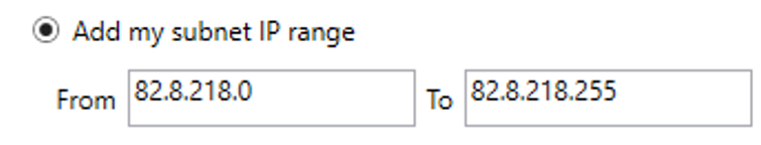 Add my subnet IP range
From 82.8.218.0 To 82.8.218.255